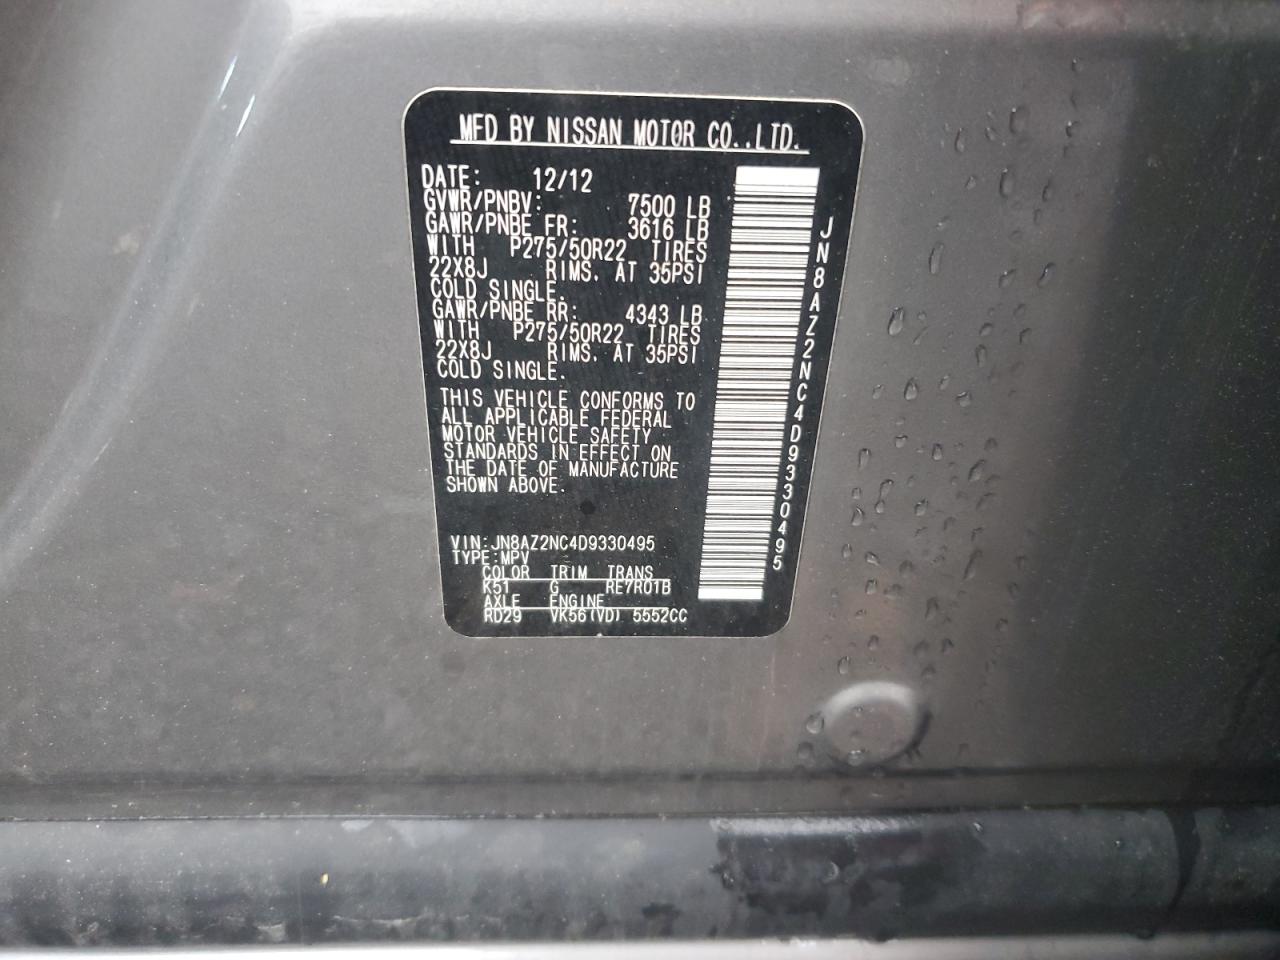 MFD BY NISSAN MOTOR CO.,LTD.
DATE: 12/12
GVWR/PNBV: 7500 LB
GAWR/PNBE FR: 3616 LB
WITH P275/50R22 TIRES
22X8J RIMS. AT 35PSI
COLD SINGLE.
GAWR/PNBE RR: 4343 LB
WITH P275/50R22 TIRES
22X8J RIMS. AT 35PSI
COLD SINGLE.
THIS VEHICLE CONFORMS TO
ALL APPLICABLE FEDERAL
MOTOR VEHICLE SAFETY
STANDARDS IN EFFECT ON
THE DATE OF MANUFACTURE
SHOWN ABOVE.
VIN:JN8AZ2NC4D9330495
TYPE:MPV
COLOR TRIM TRANS
K51 G RE7R01B
AXLE ENGINE
RD29 VK56(VD) 5552CC
JN8AZ2NC4D9330495